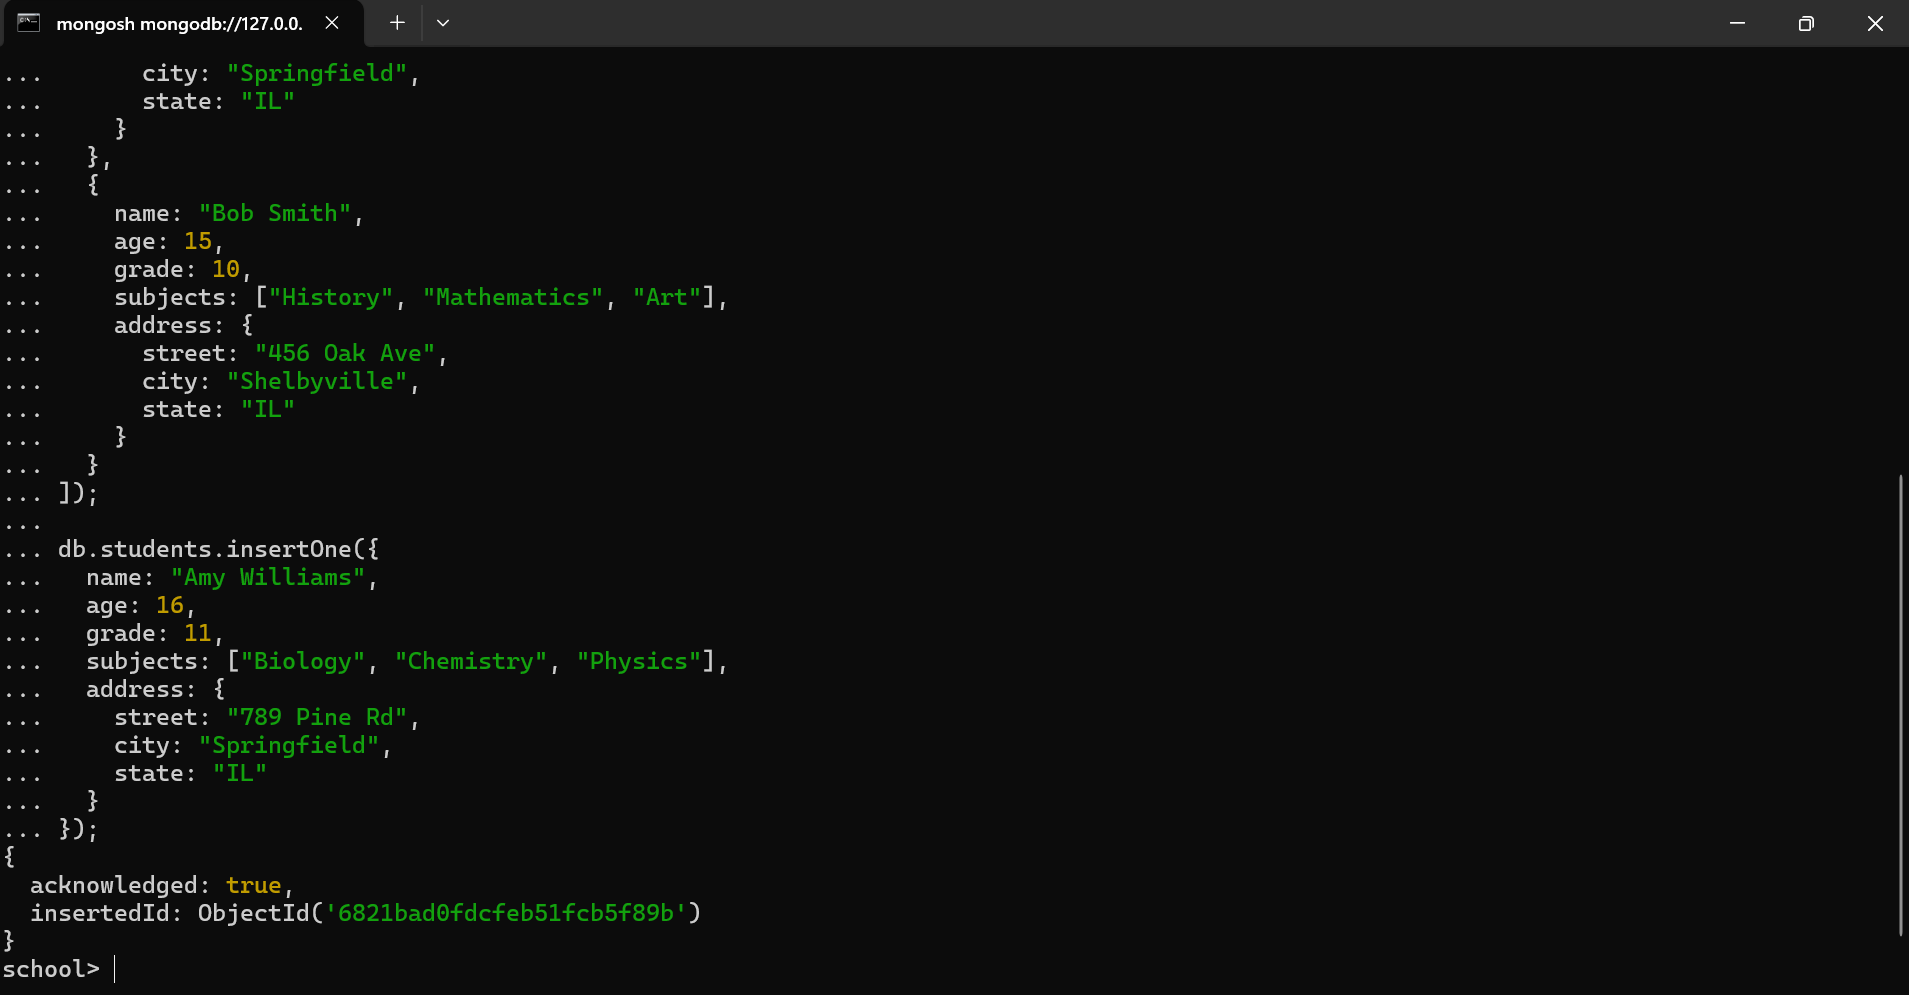 mongosh mongodb://127.0.0.
...       city: "Springfield",
...       state: "IL"
...     }
...   },
...   {
...     name: "Bob Smith",
...     age: 15,
...     grade: 10,
...     subjects: ["History", "Mathematics", "Art"],
...     address: {
...       street: "456 Oak Ave",
...       city: "Shelbyville",
...       state: "IL"
...     }
...   }
... ]);
...
... db.students.insertOne({
...   name: "Amy Williams",
...   age: 16,
...   grade: 11,
...   subjects: ["Biology", "Chemistry", "Physics"],
...   address: {
...     street: "789 Pine Rd",
...     city: "Springfield",
...     state: "IL"
...   }
... });
{
  acknowledged: true,
  insertedId: ObjectId('6821bad0fdcfeb51fcb5f89b')
}
school>